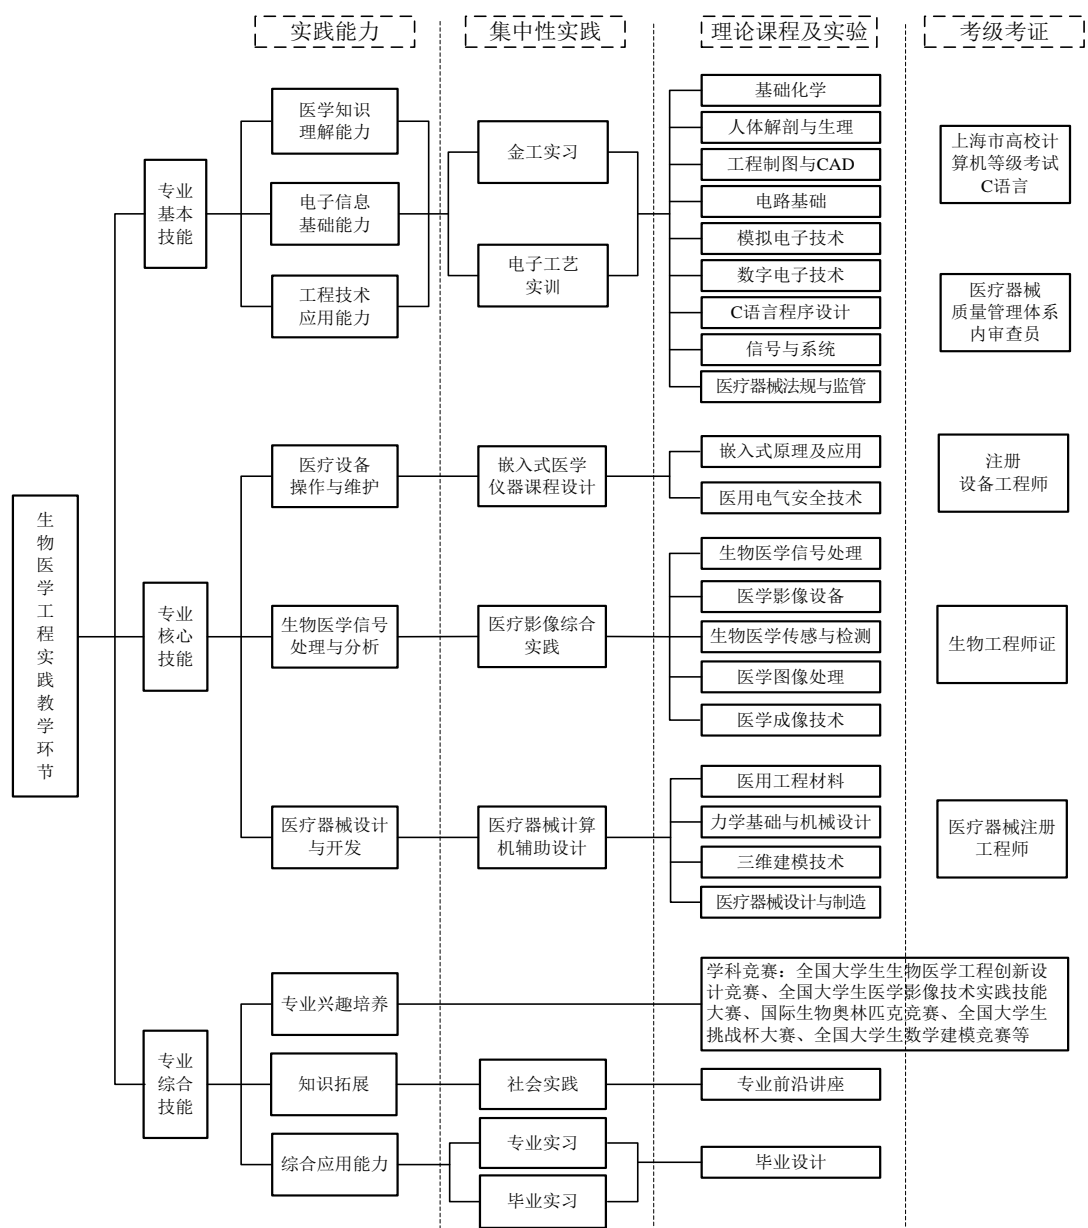 实践能力
集中性实践
理论课程及实验
考级考证
生
物
医
学
工
程
实
践
教
学
环
节
专业
基本
技能
医学知识
理解能力
电子信息
基础能力
工程技术
应用能力
金工实习
电子工艺
实训
基础化学
人体解剖与生理
工程制图与CAD
电路基础
模拟电子技术
数字电子技术
C语言程序设计
信号与系统
医疗器械法规与监管
上海市高校计
算机等级考试
C语言
医疗器械
质量管理体系
内审查员
专业
核心
技能
医疗设备
操作与维护
嵌入式医学
仪器课程设计
嵌入式原理及应用
医用电气安全技术
注册
设备工程师
生物医学信号
处理与分析
医疗影像综合
实践
生物医学信号处理
医学影像设备
生物医学传感与检测
医学图像处理
医学成像技术
生物工程师证
医疗器械设计
与开发
医疗器械计算
机辅助设计
医用工程材料
力学基础与机械设计
三维建模技术
医疗器械设计与制造
医疗器械注册
工程师
专业
综合
技能
专业兴趣培养
学科竞赛：全国大学生生物医学工程创新设
计竞赛、全国大学生医学影像技术实践技能
大赛、国际生物奥林匹克竞赛、全国大学生
挑战杯大赛、全国大学生数学建模竞赛等
知识拓展
社会实践
专业前沿讲座
综合应用能力
专业实习
毕业实习
毕业设计